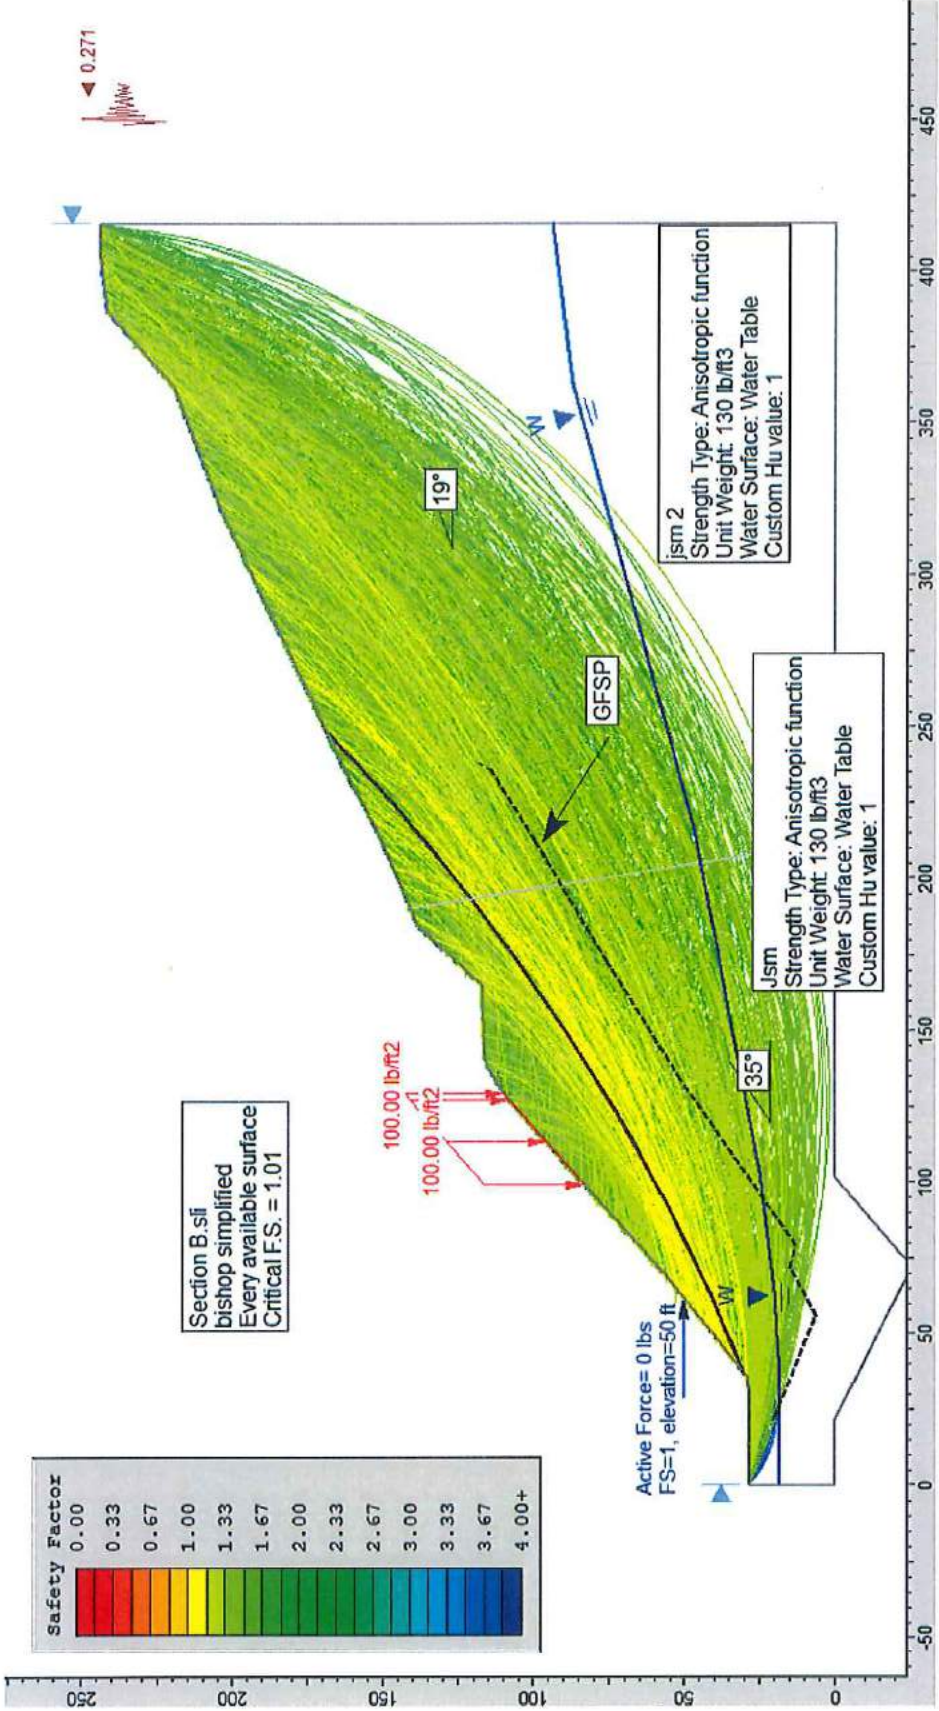 Safety Factor
0.00
0.33
0.67
1.00
1.33
1.67
2.00
2.33
2.67
3.00
3.33
3.67
4.00+
Section B.sli
bishop simplified
Every available surface
Critical F.S. = 1.01
0.271
100.00 lb/ft2
100.00 lb/ft2
Active Force= 0 lbs
FS=1, elevation=50 ft
W
W
19°
35°
GFSP
jsm 2
Strength Type: Anisotropic function
Unit Weight: 130 lb/ft3
Water Surface: Water Table
Custom Hu value: 1
Jsm
Strength Type: Anisotropic function
Unit Weight: 130 lb/ft3
Water Surface: Water Table
Custom Hu value: 1
250
200
150
100
50
0
-50
0
50
100
150
200
250
300
350
400
450